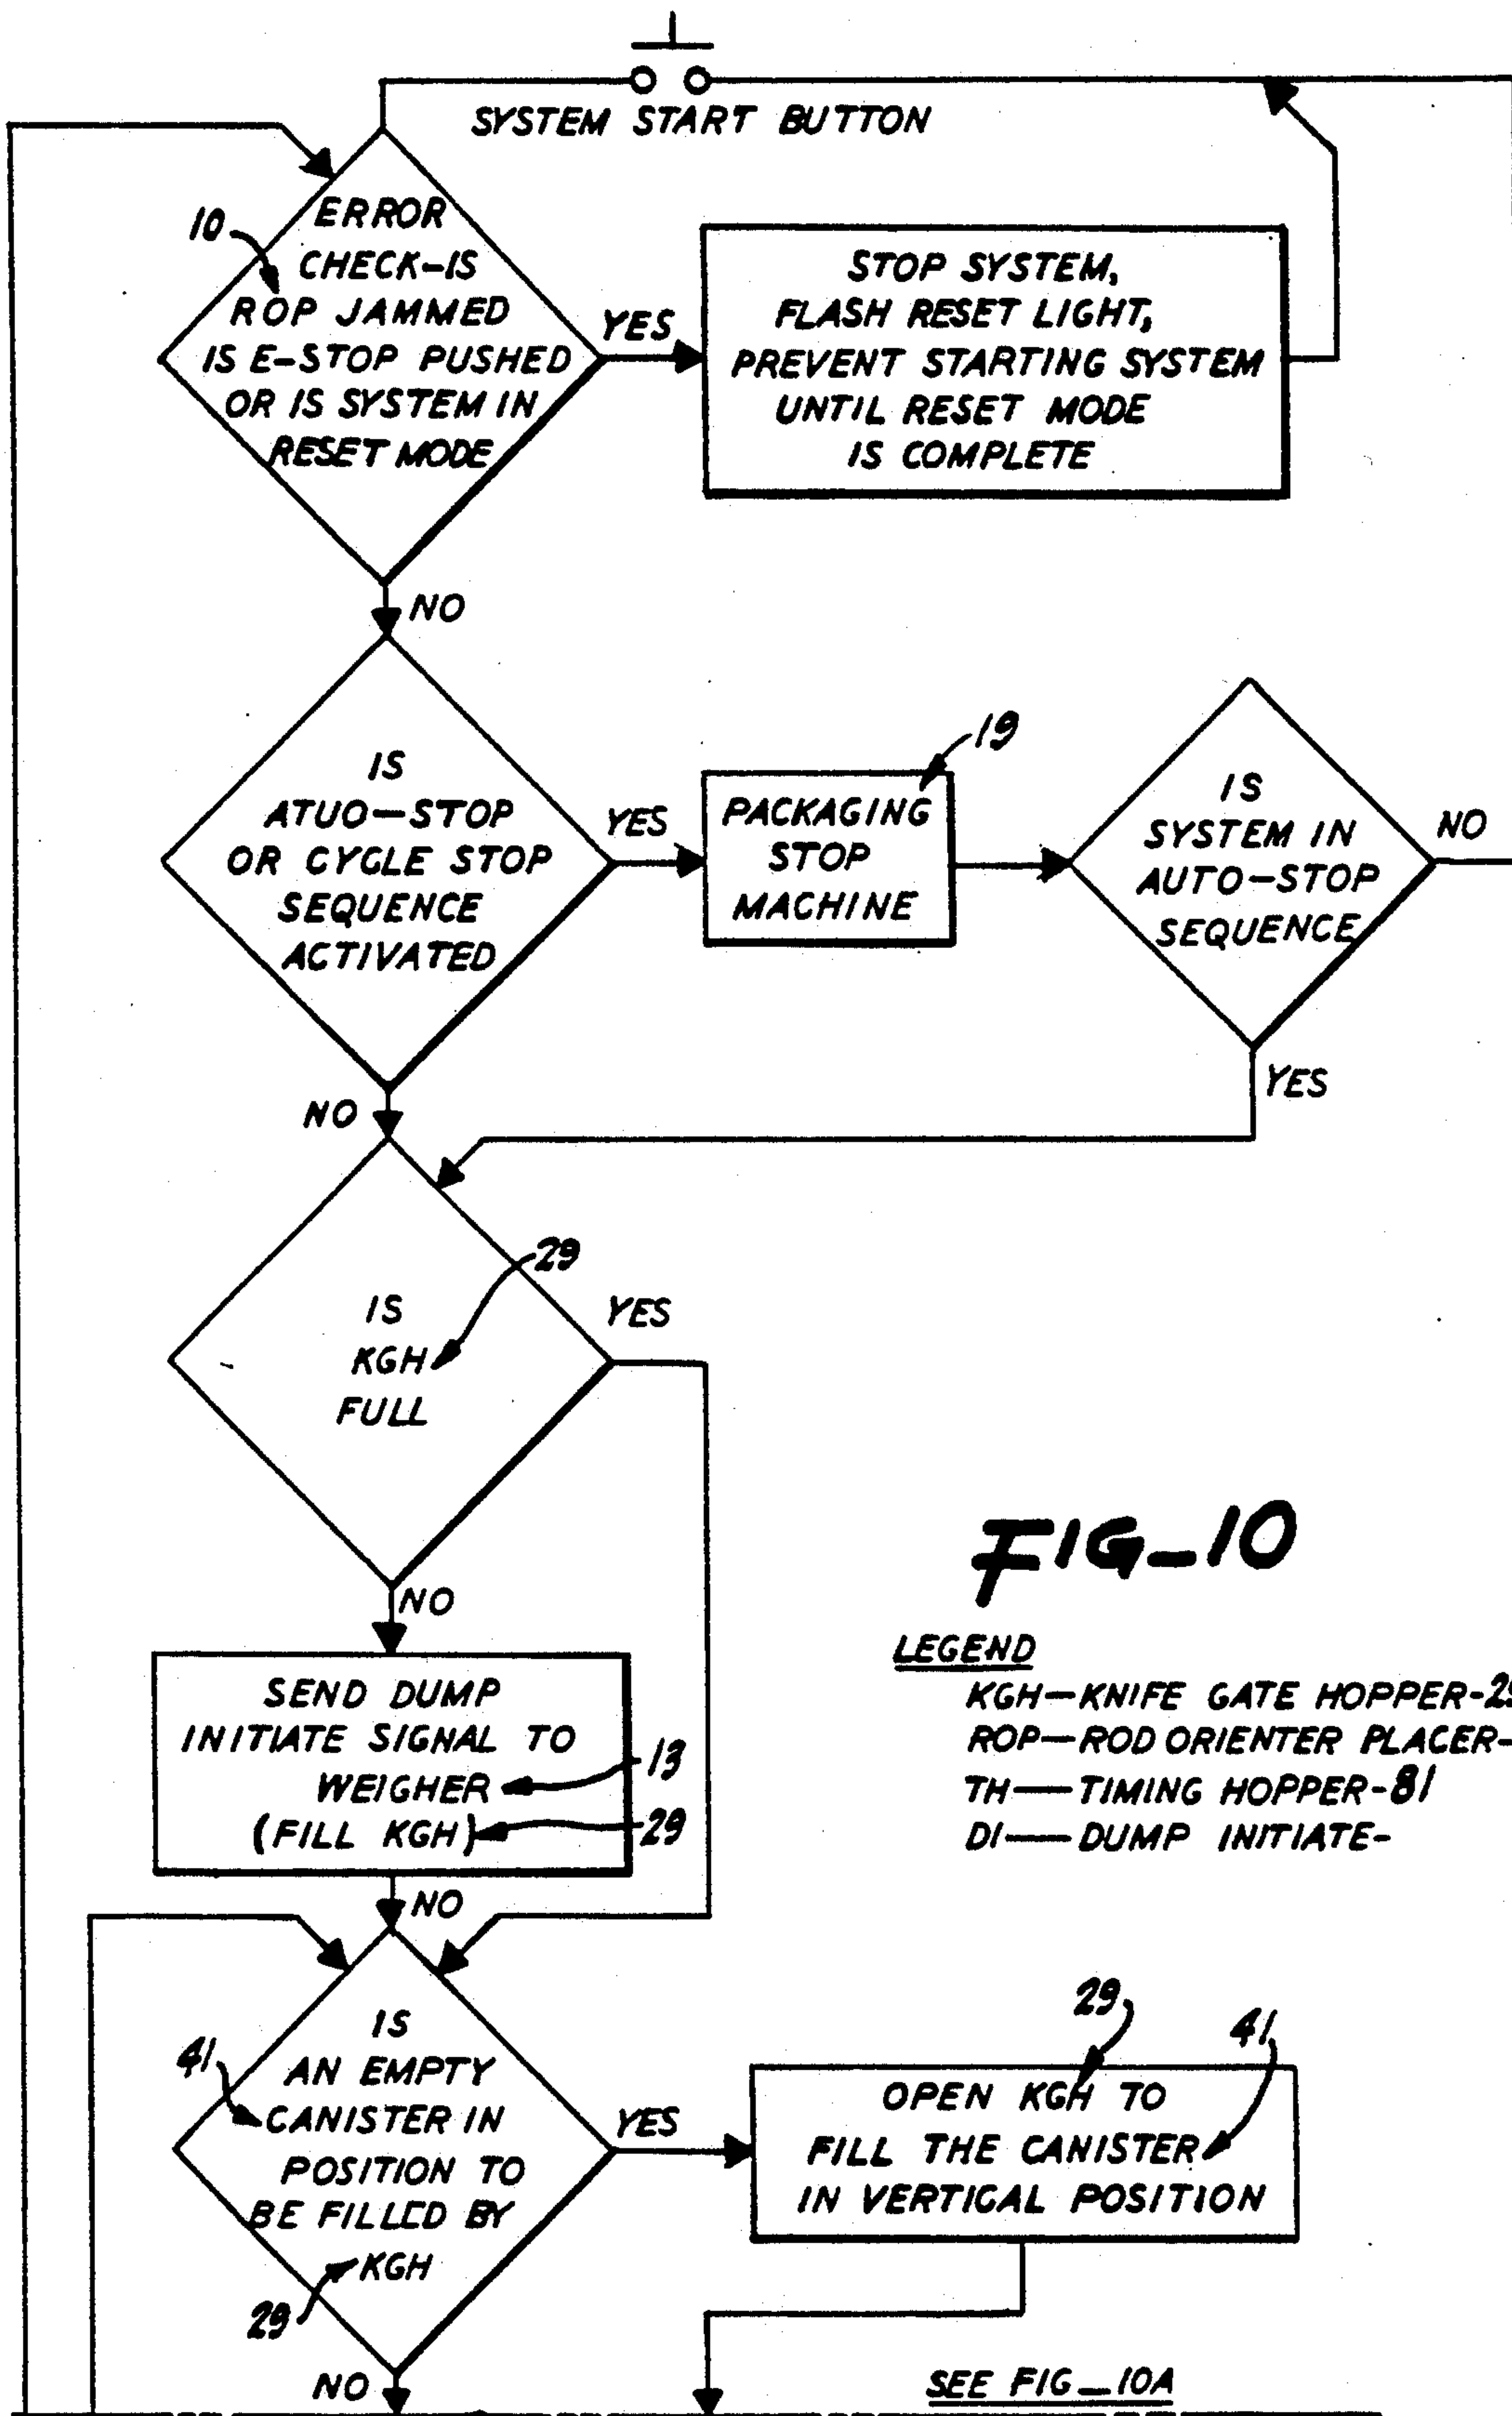 SYSTEM START BUTTON
10
ERROR
CHECK-IS
ROP JAMMED
IS E-STOP PUSHED
OR IS SYSTEM IN
RESET MODE
YES
STOP SYSTEM,
FLASH RESET LIGHT,
PREVENT STARTING SYSTEM
UNTIL RESET MODE
IS COMPLETE
NO
IS
ATUO-STOP
OR CYCLE STOP
SEQUENCE
ACTIVATED
YES
19
PACKAGING
STOP
MACHINE
IS
SYSTEM IN
AUTO-STOP
SEQUENCE
NO
YES
NO
29
IS
KGH
FULL
YES
NO
SEND DUMP
INITIATE SIGNAL TO
WEIGHER
13
(FILL KGH)
29
FIG_10
LEGEND
KGH-KNIFE GATE HOPPER-29
ROP-ROD ORIENTER PLACER-
TH-TIMING HOPPER-81
DI-DUMP INITIATE-
NO
41
IS
AN EMPTY
CANISTER IN
POSITION TO
BE FILLED BY
KGH
29
YES
29
41
OPEN KGH TO
FILL THE CANISTER
IN VERTICAL POSITION
NO
SEE FIG_10A